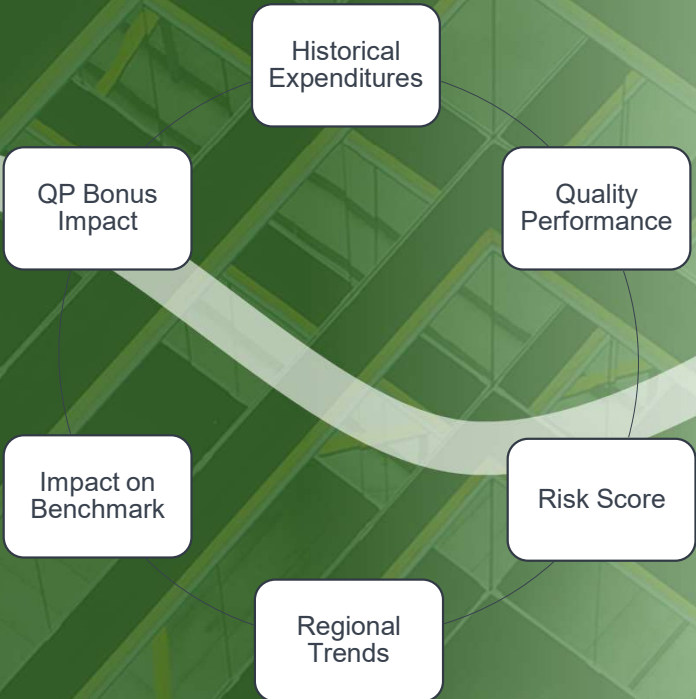 Historical
Expenditures
Quality
Performance
Risk Score
Regional
Trends
Impact on
Benchmark
QP Bonus
Impact